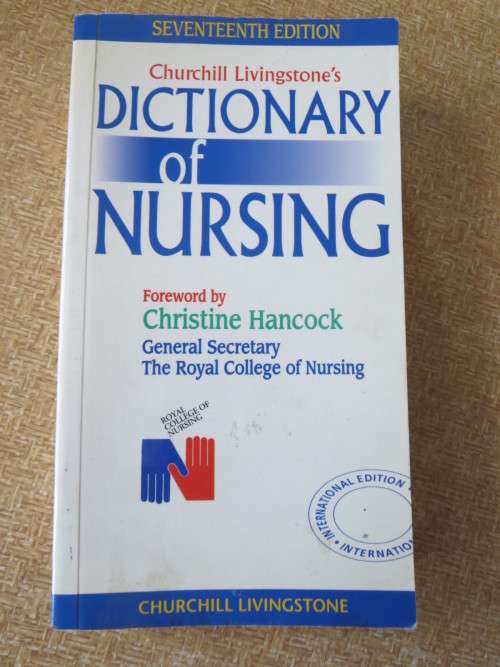 SEVENTEENTH EDITION
Churchill Livingstone's
DICTIONARY
of
NURSING
Foreword by
Christine Hancock
General Secretary
The Royal College of Nursing
ROYAL
COLLEGE OF
NURSING
INTERNATIONAL EDITION •
• INTERNATIO
CHURCHILL LIVINGSTONE